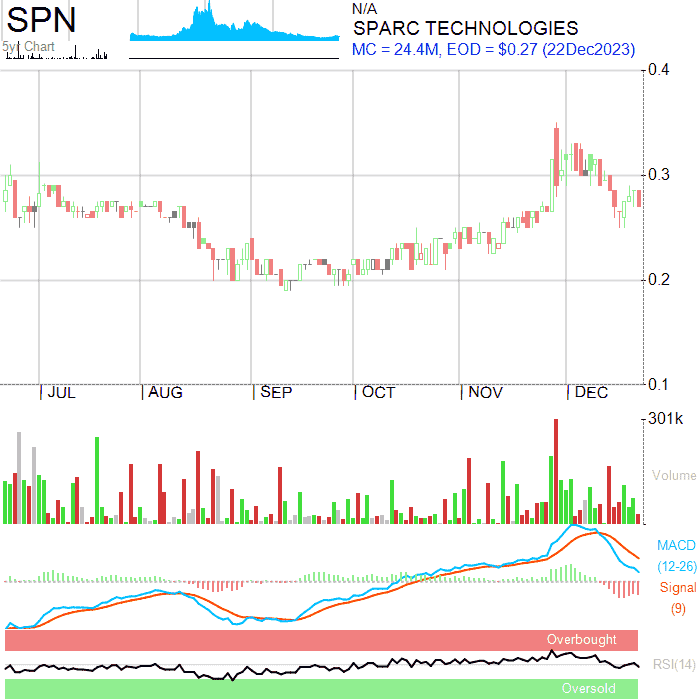 SPN
N/A
SPARC TECHNOLOGIES
MC = 24.4M, EOD = $0.27 (22Dec2023)
5yr Chart
0.4
0.3
0.2
0.1
JUL AUG SEP OCT NOV DEC
301k
Volume
MACD
(12-26)
Signal
(9)
Overbought
RSI(14)
Oversold